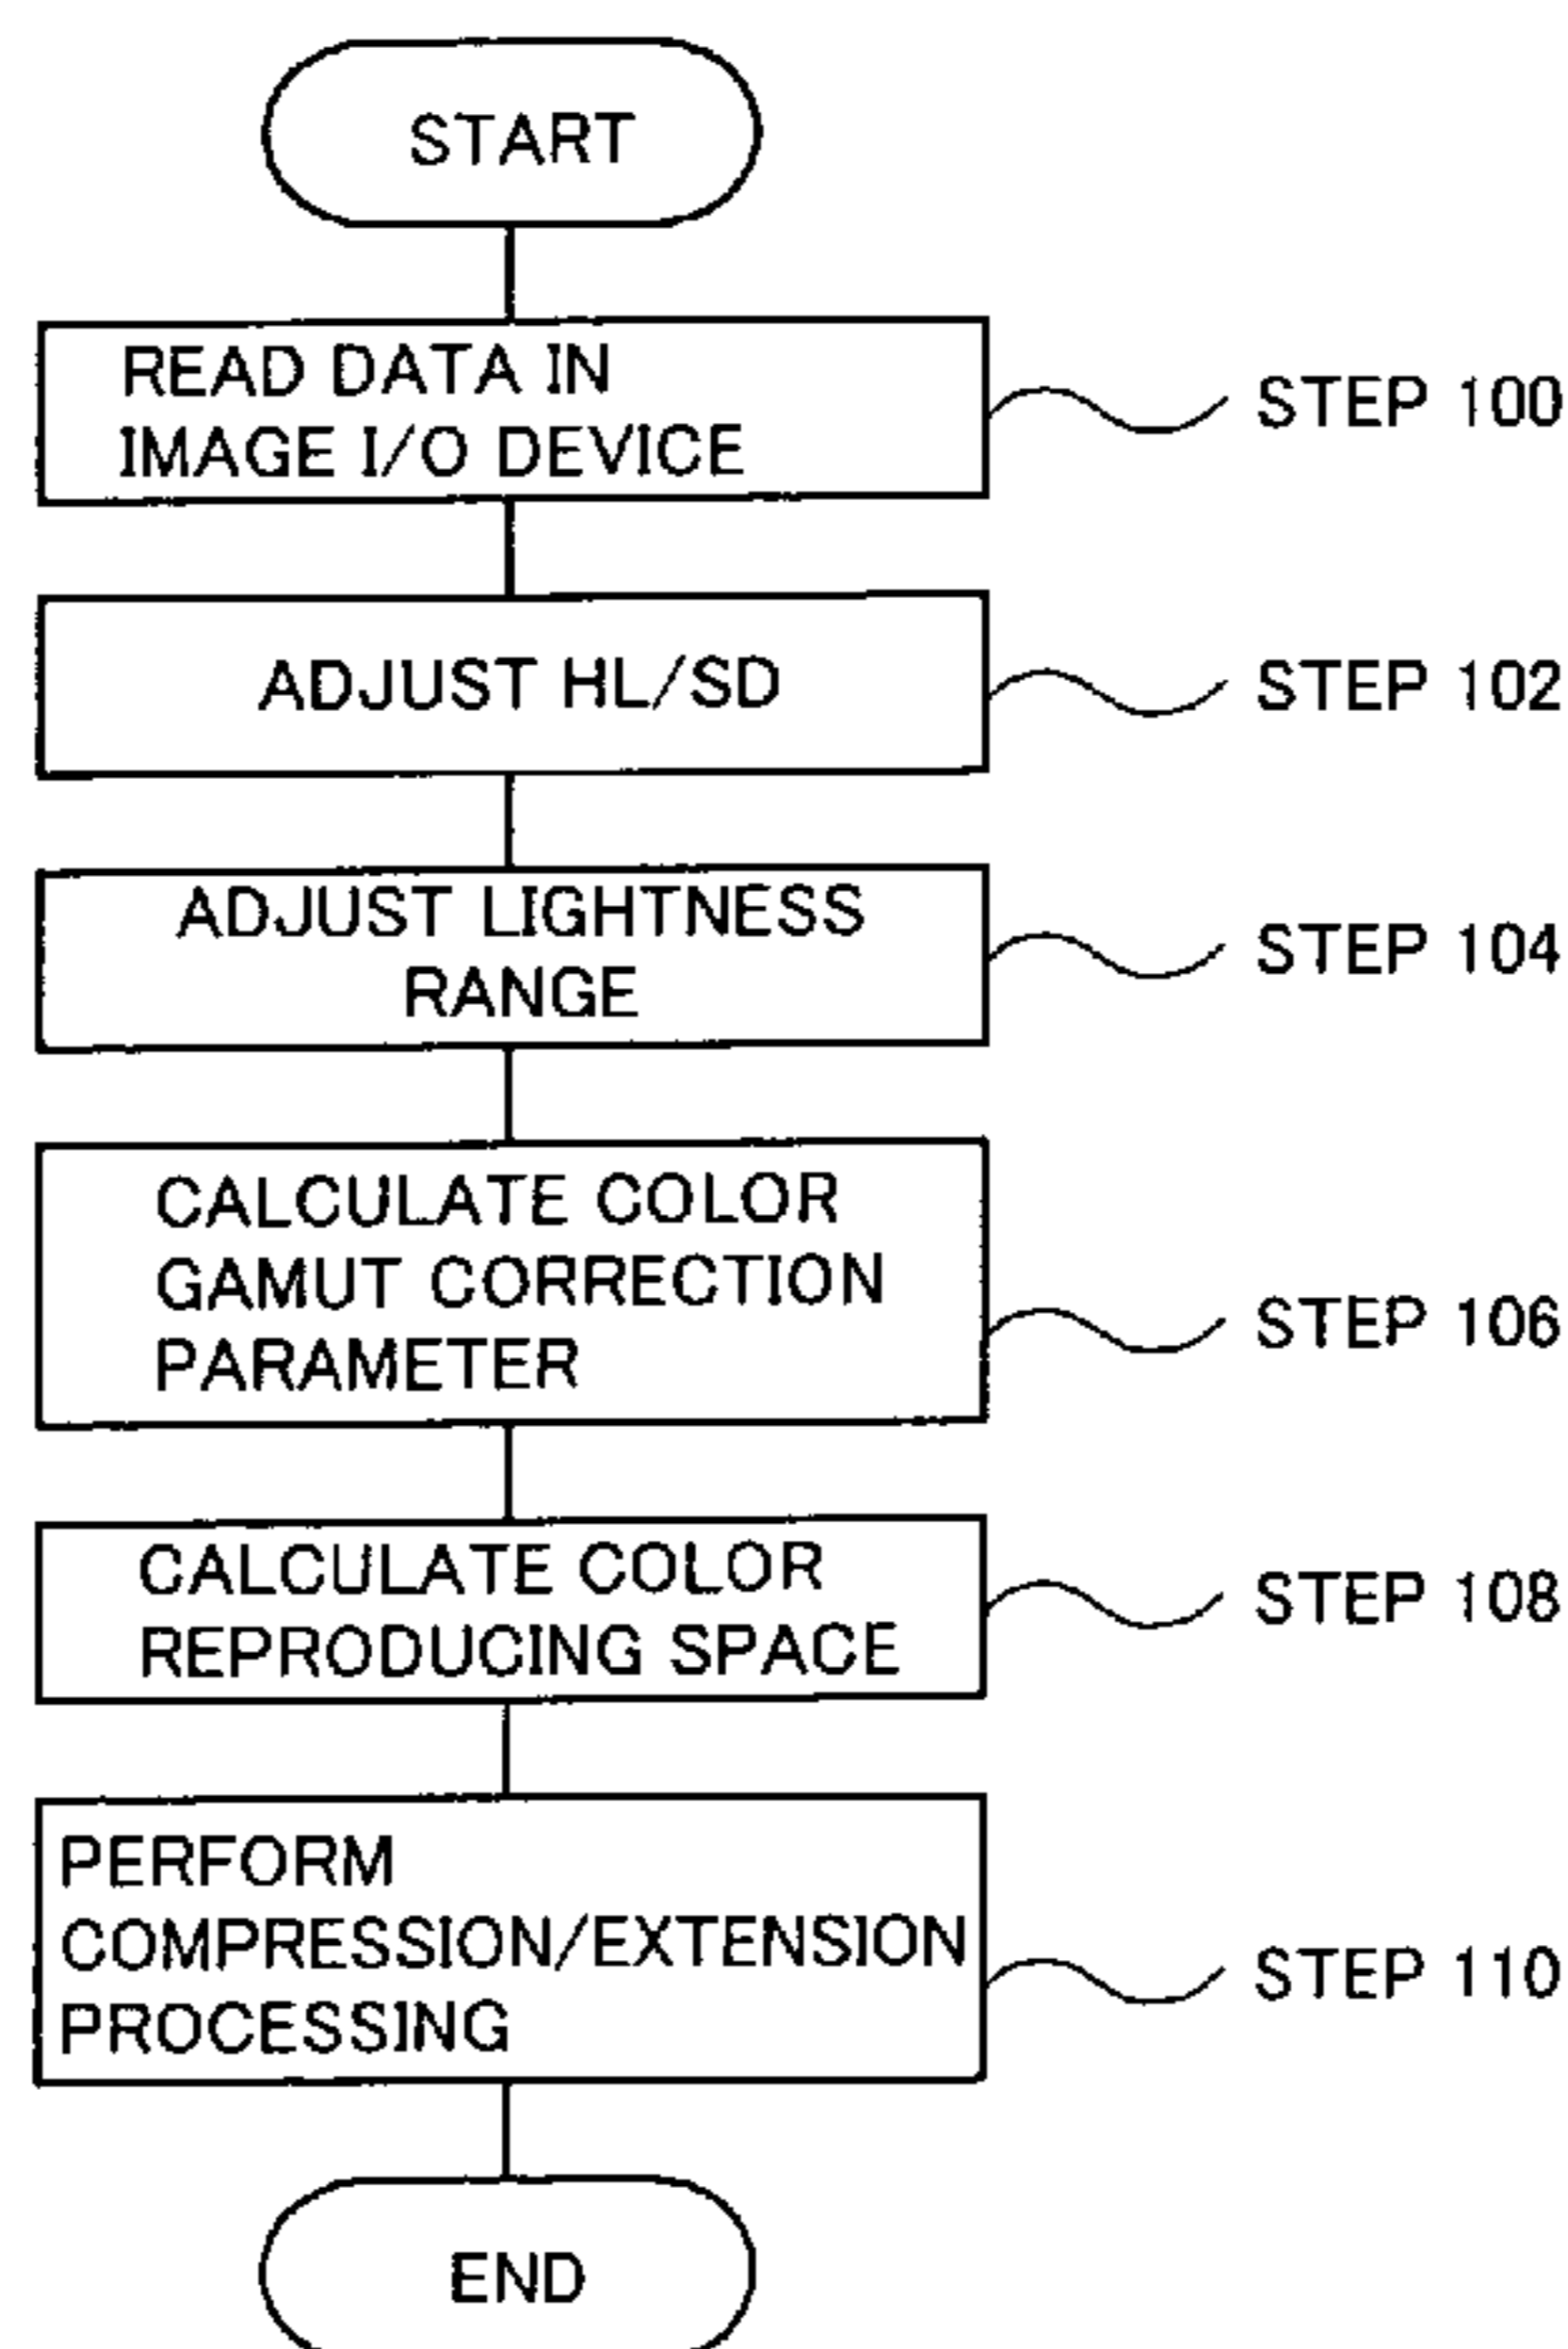 START
READ DATA IN
IMAGE I/O DEVICE
STEP 100
ADJUST HL/SD
STEP 102
ADJUST LIGHTNESS
RANGE
STEP 104
CALCULATE COLOR
GAMUT CORRECTION
PARAMETER
STEP 106
CALCULATE COLOR
REPRODUCING SPACE
STEP 108
PERFORM
COMPRESSION/EXTENSION
PROCESSING
STEP 110
END